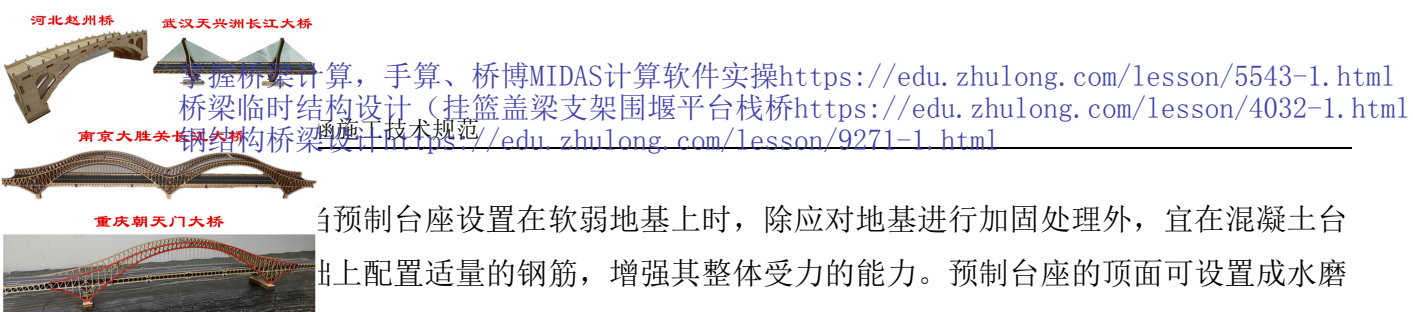 河北赵州桥
武汉天兴洲长江大桥
掌握桥梁计算，手算、桥博MIDAS计算软件实操https://edu.zhulong.com/lesson/5543-1.html
桥梁临时结构设计（挂篮盖梁支架围堰平台栈桥https://edu.zhulong.com/lesson/4032-1.html
钢结构桥梁设计https://edu.zhulong.com/lesson/9271-1.html
涵施工技术规范
南京大胜关长江大桥
重庆朝天门大桥
当预制台座设置在软弱地基上时，除应对地基进行加固处理外，宜在混凝土台
础上配置适量的钢筋，增强其整体受力的能力。预制台座的顶面可设置成水磨